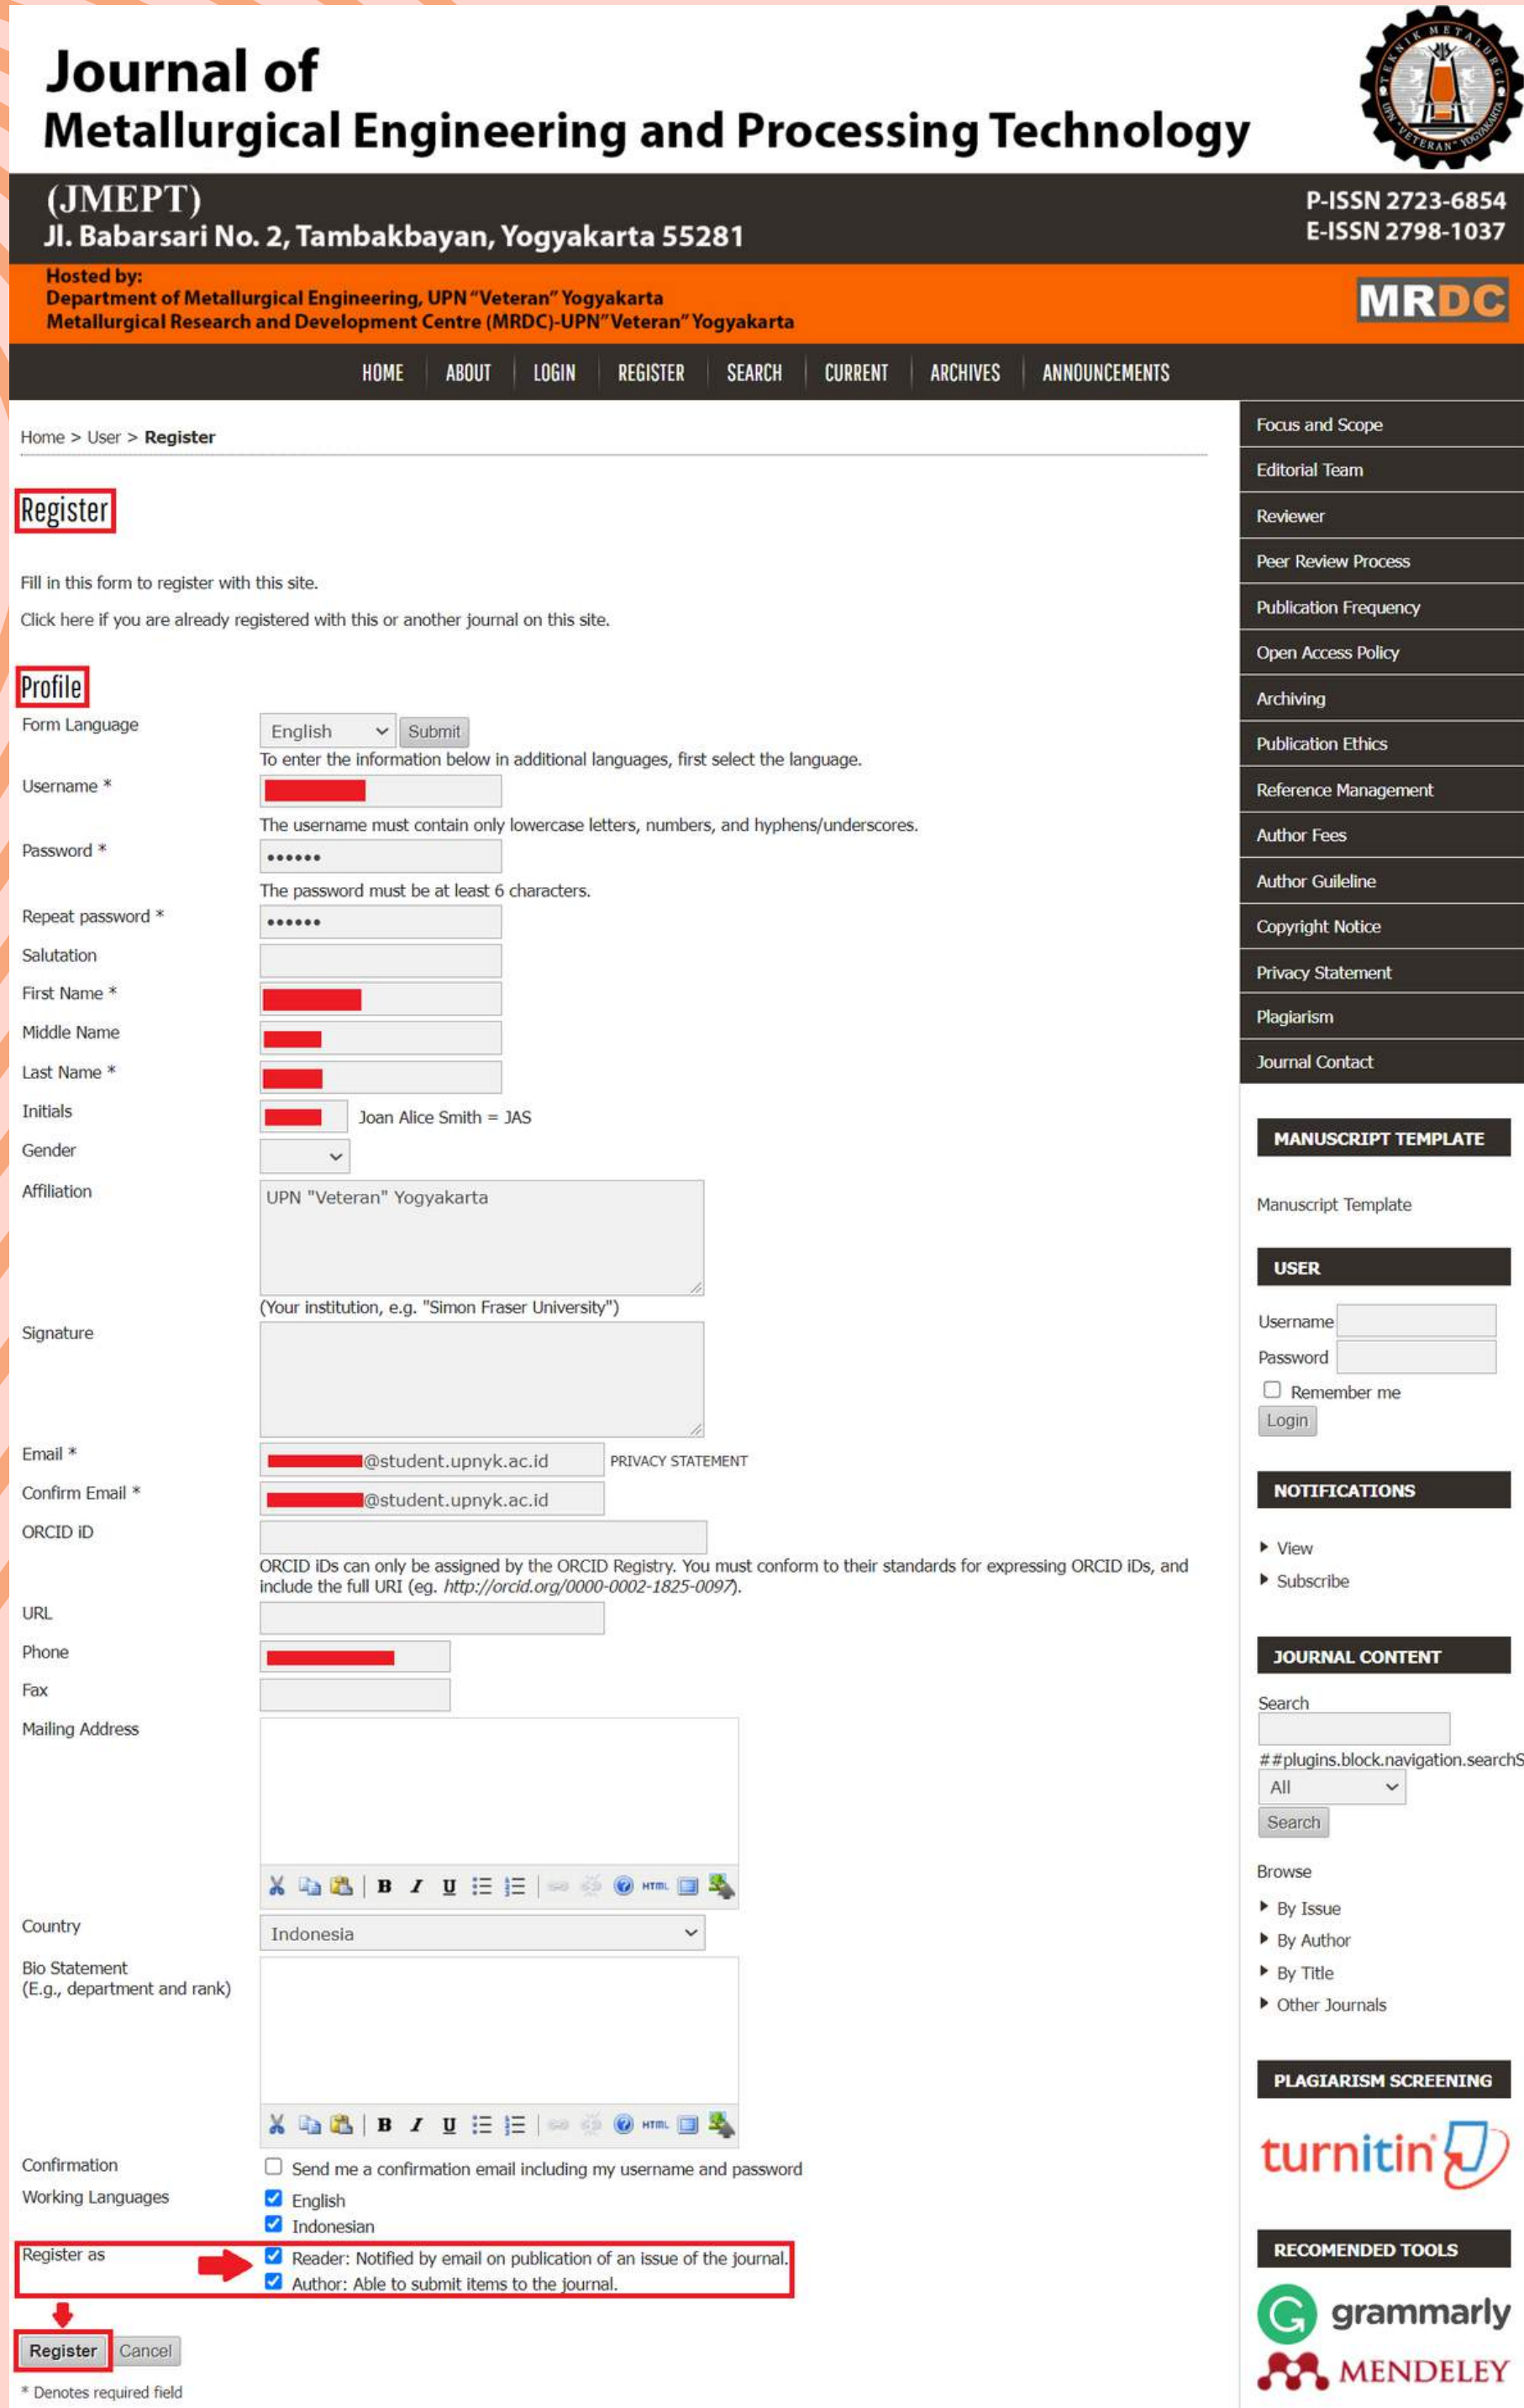 Journal of
Metallurgical Engineering and Processing Technology
TEKNIK METALURGI
UPN "VETERAN" YOGYAKARTA
(JMEPT)
Jl. Babarsari No. 2, Tambakbayan, Yogyakarta 55281
P-ISSN 2723-6854
E-ISSN 2798-1037
Hosted by:
Department of Metallurgical Engineering, UPN "Veteran" Yogyakarta
Metallurgical Research and Development Centre (MRDC)-UPN"Veteran" Yogyakarta
MRDC
HOME ABOUT LOGIN REGISTER SEARCH CURRENT ARCHIVES ANNOUNCEMENTS
Home > User > Register
Register
Fill in this form to register with this site.
Click here if you are already registered with this or another journal on this site.
Profile
Form Language English Submit
To enter the information below in additional languages, first select the language.
Username *
The username must contain only lowercase letters, numbers, and hyphens/underscores.
Password * ••••••
The password must be at least 6 characters.
Repeat password * ••••••
Salutation
First Name *
Middle Name
Last Name *
Initials Joan Alice Smith = JAS
Gender
Affiliation UPN "Veteran" Yogyakarta
(Your institution, e.g. "Simon Fraser University")
Signature
Email * @student.upnyk.ac.id PRIVACY STATEMENT
Confirm Email * @student.upnyk.ac.id
ORCID iD
ORCID iDs can only be assigned by the ORCID Registry. You must conform to their standards for expressing ORCID iDs, and
include the full URI (eg. http://orcid.org/0000-0002-1825-0097).
URL
Phone
Fax
Mailing Address
B I U HTML
Country Indonesia
Bio Statement
(E.g., department and rank)
B I U HTML
Confirmation Send me a confirmation email including my username and password
Working Languages English
Indonesian
Register as Reader: Notified by email on publication of an issue of the journal.
Author: Able to submit items to the journal.
Register Cancel
* Denotes required field
Focus and Scope
Editorial Team
Reviewer
Peer Review Process
Publication Frequency
Open Access Policy
Archiving
Publication Ethics
Reference Management
Author Fees
Author Guileline
Copyright Notice
Privacy Statement
Plagiarism
Journal Contact
MANUSCRIPT TEMPLATE
Manuscript Template
USER
Username
Password
Remember me
Login
NOTIFICATIONS
View
Subscribe
JOURNAL CONTENT
Search
##plugins.block.navigation.searchS
All
Search
Browse
By Issue
By Author
By Title
Other Journals
PLAGIARISM SCREENING
turnitin
RECOMENDED TOOLS
G grammarly
MENDELEY